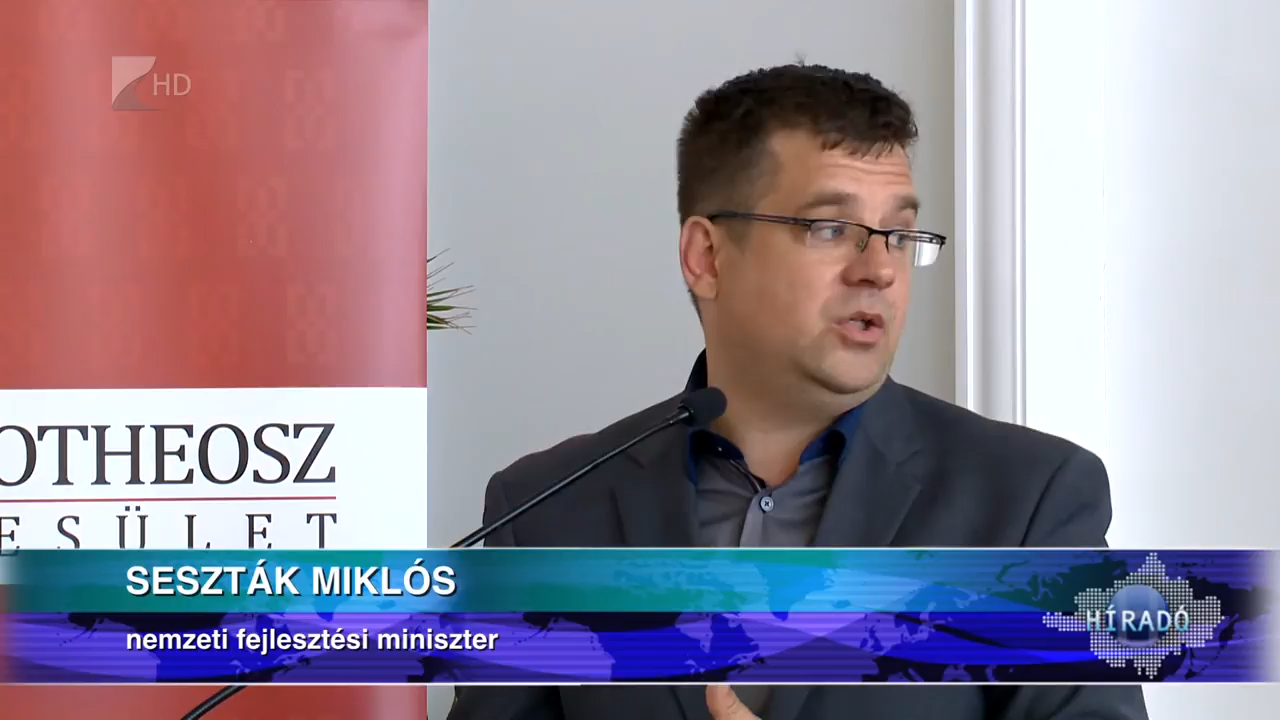 HD
OTHEOSZ
ESÜLET
SESZTÁK MIKLÓS
nemzeti fejlesztési miniszter
HÍRADÓ